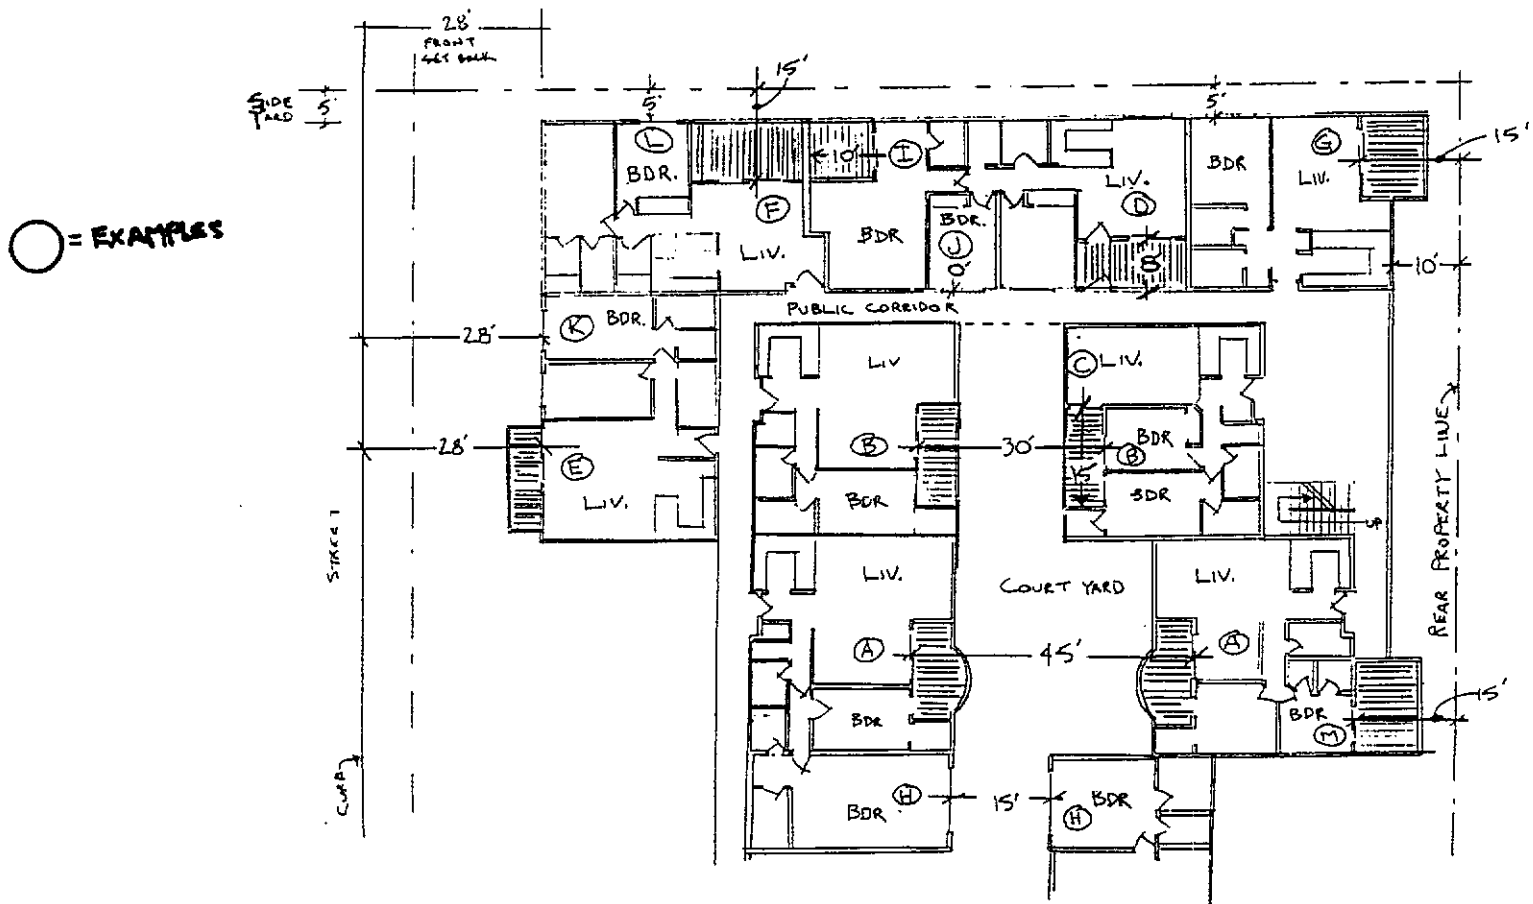 28'
FRONT
SET BACK
15'
SIDE
YARD
5'
5'
5'
15'
= EXAMPLES
L
BDR.
10'
I
G
BDR
LIV.
LIV.
D
F
BDR.
J
BDR
LIV.
0'
8'
10'
PUBLIC CORRIDOR
K
BDR.
28'
LIV
C
LIV.
28'
E
B
30'
BDR
B
15'
LIV.
BDR
BDR
UP
STREET
LIV.
COURT YARD
LIV.
REAR PROPERTY LINE
A
45'
A
15'
BDR
BDR
M
CURB
BDR
H
15'
BDR
H